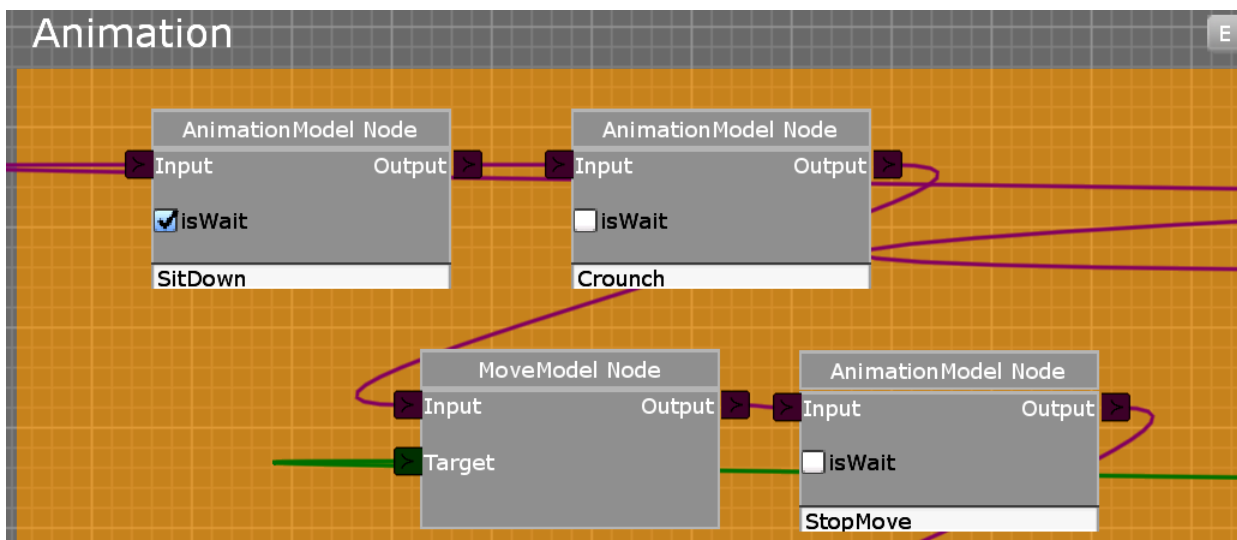 Animation
E
AnimationModel Node
AnimationModel Node
Input Output
Input Output
isWait
isWait
SitDown
Crounch
MoveModel Node
AnimationModel Node
Input Output
Input Output
Target
isWait
StopMove